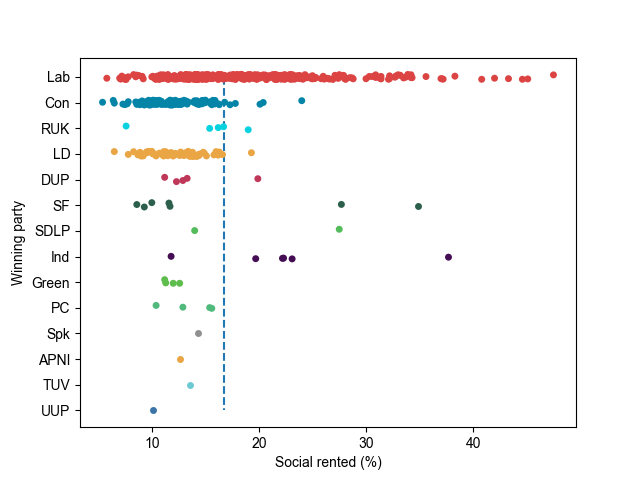 Winning party
Lab
Con
RUK
LD
DUP
SF
SDLP
Ind
Green
PC
Spk
APNI
TUV
UUP
10 20 30 40
Social rented (%)